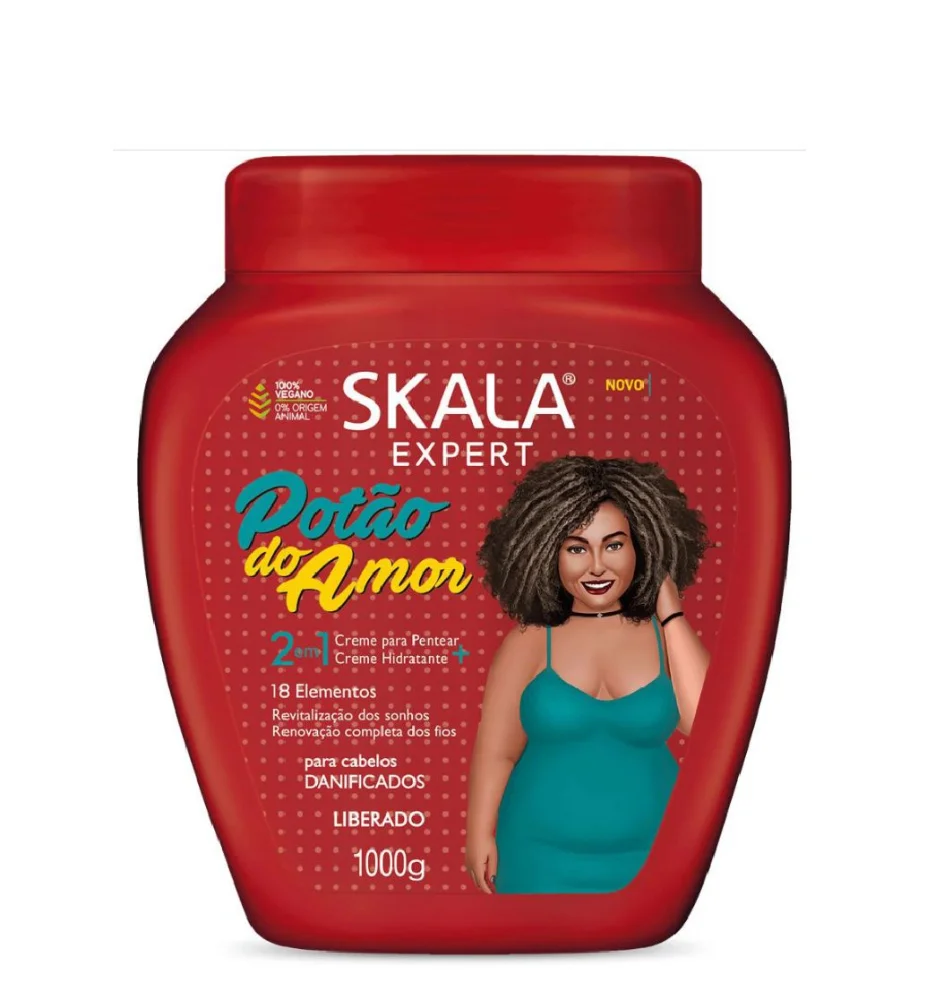 100%
VEGANO
0% ORIGEM
ANIMAL
SKALA®
EXPERT
NOVO
Potão
do Amor
2 em 1 Creme para Pentear
Creme Hidratante +
18 Elementos
Revitalização dos sonhos
Renovação completa dos fios
para cabelos
DANIFICADOS
LIBERADO
1000g